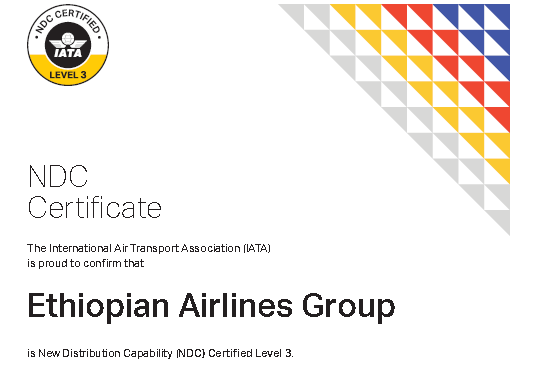 NDC CERTIFIED
IATA
LEVEL 3
NDC
Certificate
The International Air Transport Association (IATA)
is proud to confirm that
Ethiopian Airlines Group
is New Distribution Capability (NDC) Certified Level 3.